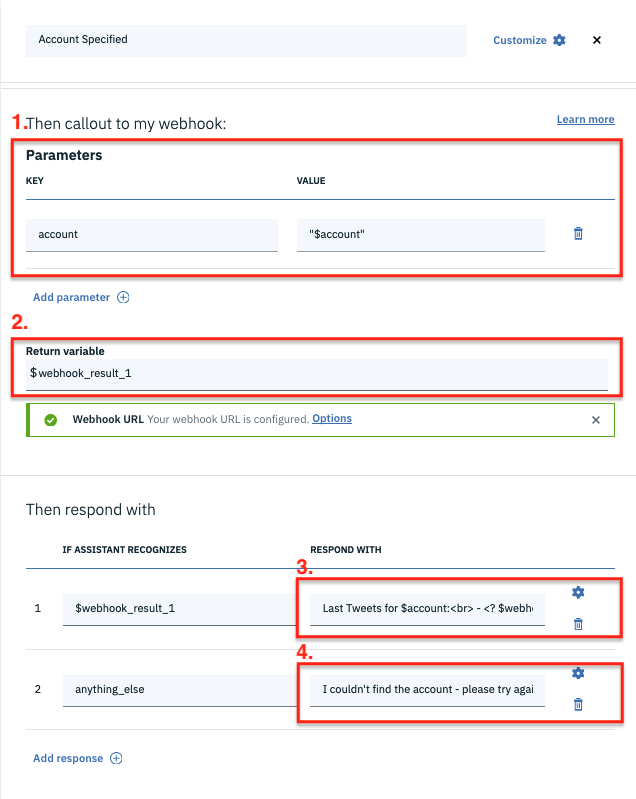 Account Specified
Customize
1.Then callout to my webhook:
Learn more
Parameters
KEY VALUE
account "$account"
Add parameter
2.
Return variable
$webhook_result_1
Webhook URL Your webhook URL is configured. Options
Then respond with
IF ASSISTANT RECOGNIZES RESPOND WITH
3.
1 $webhook_result_1 Last Tweets for $account:<br> - <? $webh
4.
2 anything_else I couldn't find the account - please try agai
Add response